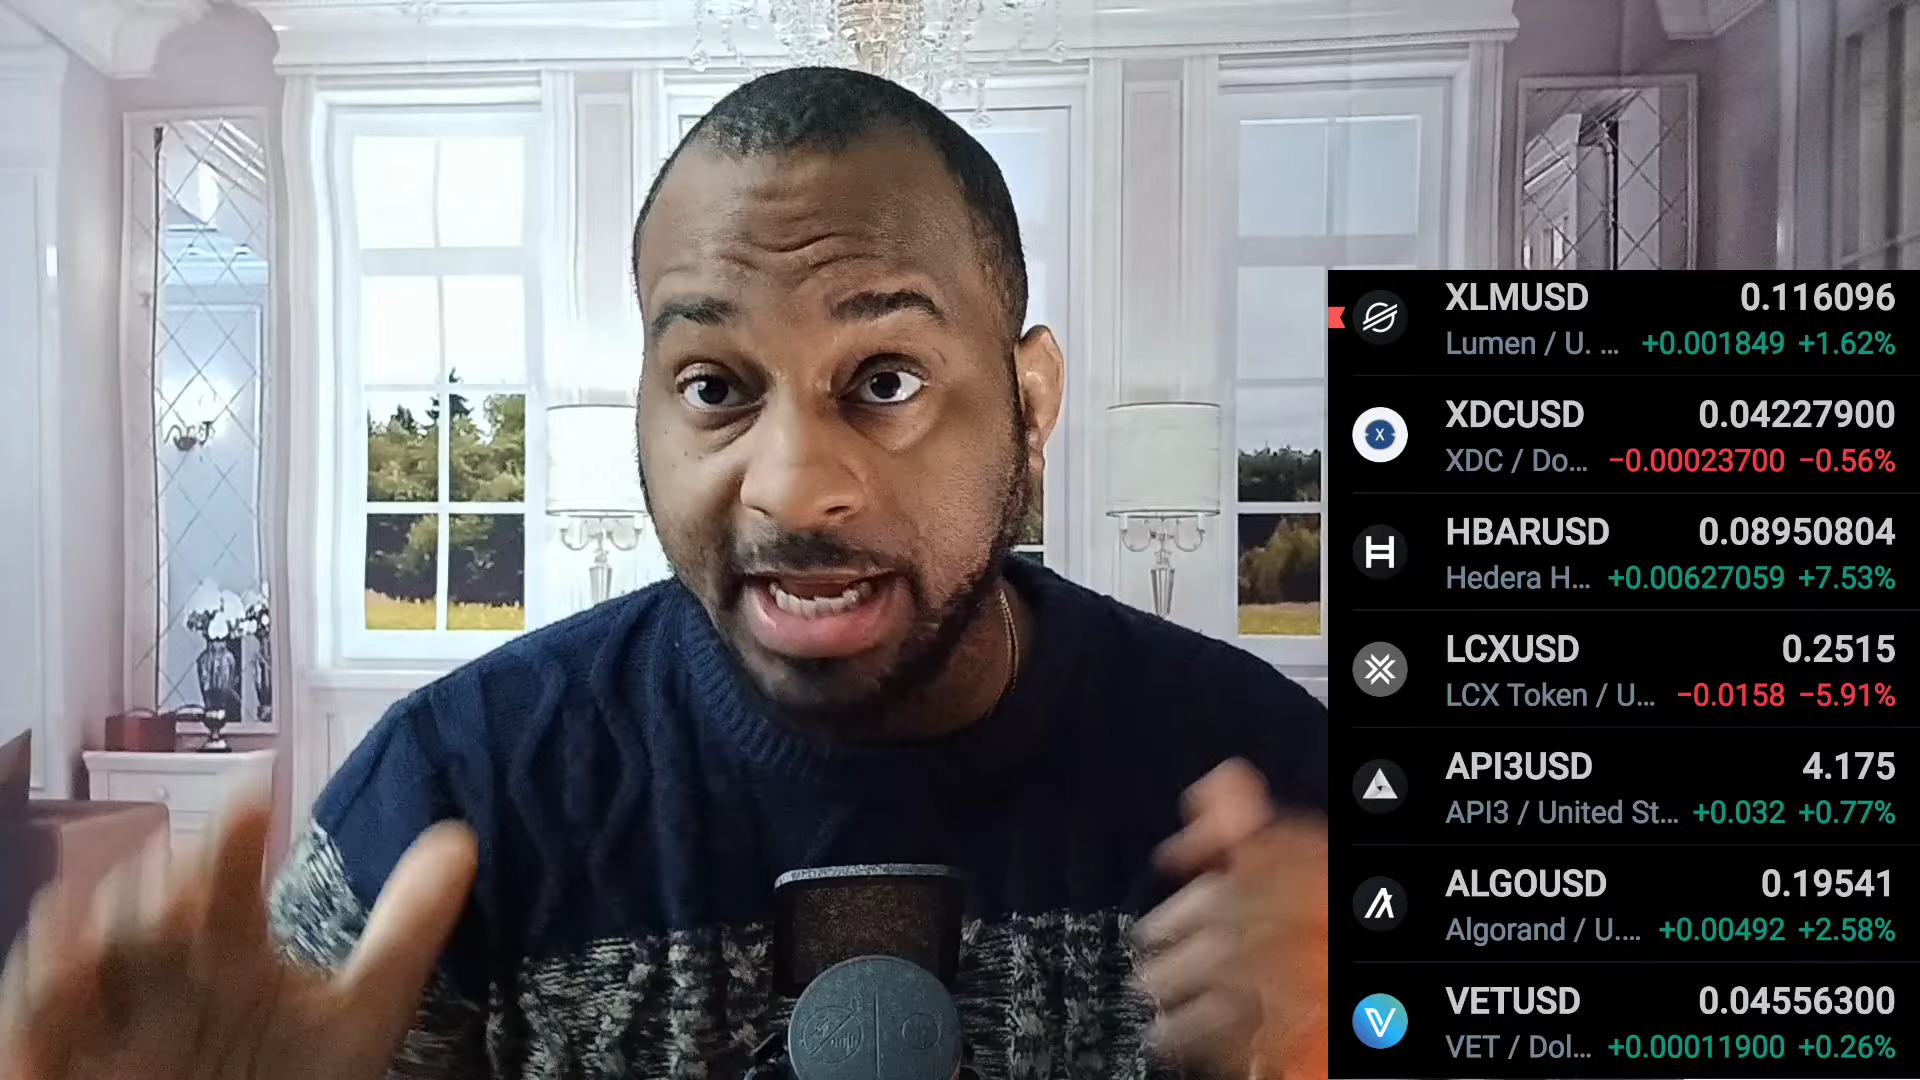 XLMUSD 0.116096
Lumen / U. ... +0.001849 +1.62%
X
XDCUSD 0.04227900
XDC / Do... −0.00023700 −0.56%
HBARUSD 0.08950804
Hedera H... +0.00627059 +7.53%
LCXUSD 0.2515
LCX Token / U... −0.0158 −5.91%
API3USD 4.175
API3 / United St... +0.032 +0.77%
ALGOUSD 0.19541
Algorand / U.... +0.00492 +2.58%
VETUSD 0.04556300
VET / Dol... +0.00011900 +0.26%